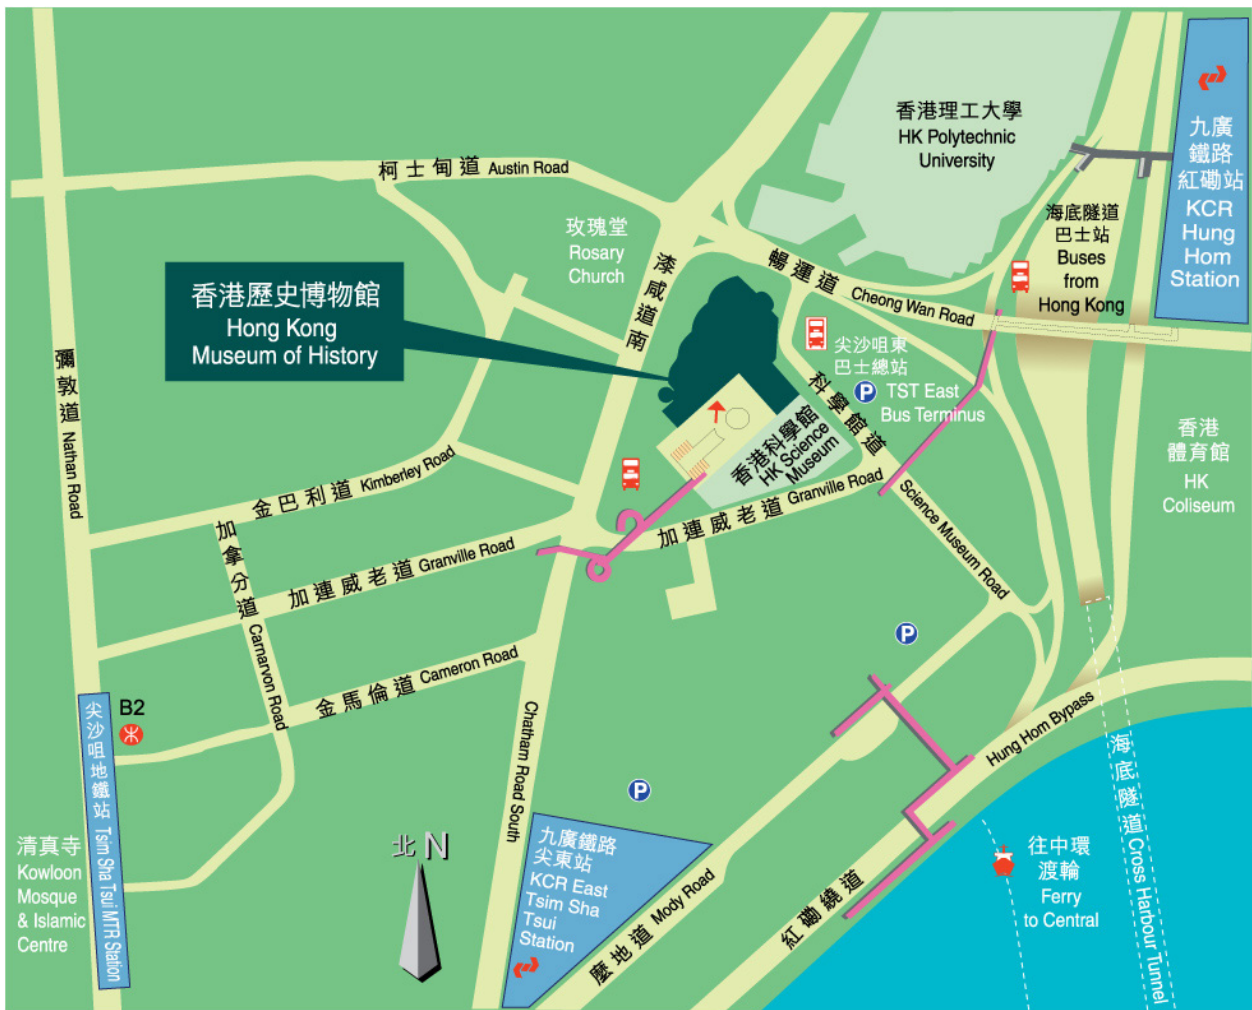 香港理工大學
HK Polytechnic
University
九廣
鐵路
紅磡站
KCR
Hung
Hom
Station
柯士甸道 Austin Road
玫瑰堂
Rosary
Church
漆咸道南
暢運道 Cheong Wan Road
海底隧道
巴士站
Buses
from
Hong Kong
香港歷史博物館
Hong Kong
Museum of History
尖沙咀東
巴士總站
P TST East
Bus Terminus
彌敦道 Nathan Road
科學館道 Science Museum Road
香港科學館
HK Science
Museum
香港
體育館
HK
Coliseum
金巴利道 Kimberley Road
加連威老道 Granville Road
加連威老道 Granville Road
加拿分道 Carnarvon Road
金馬倫道 Cameron Road
P
B2
尖沙咀地鐵站 Tsim Sha Tsui MTR Station
Chatham Road South
Hung Hom Bypass
海底隧道 Cross Harbour Tunnel
P
清真寺
Kowloon
Mosque
& Islamic
Centre
北 N
九廣鐵路
尖東站
KCR East
Tsim Sha
Tsui
Station
麼地道 Mody Road
紅磡繞道
往中環
渡輪
Ferry
to Central